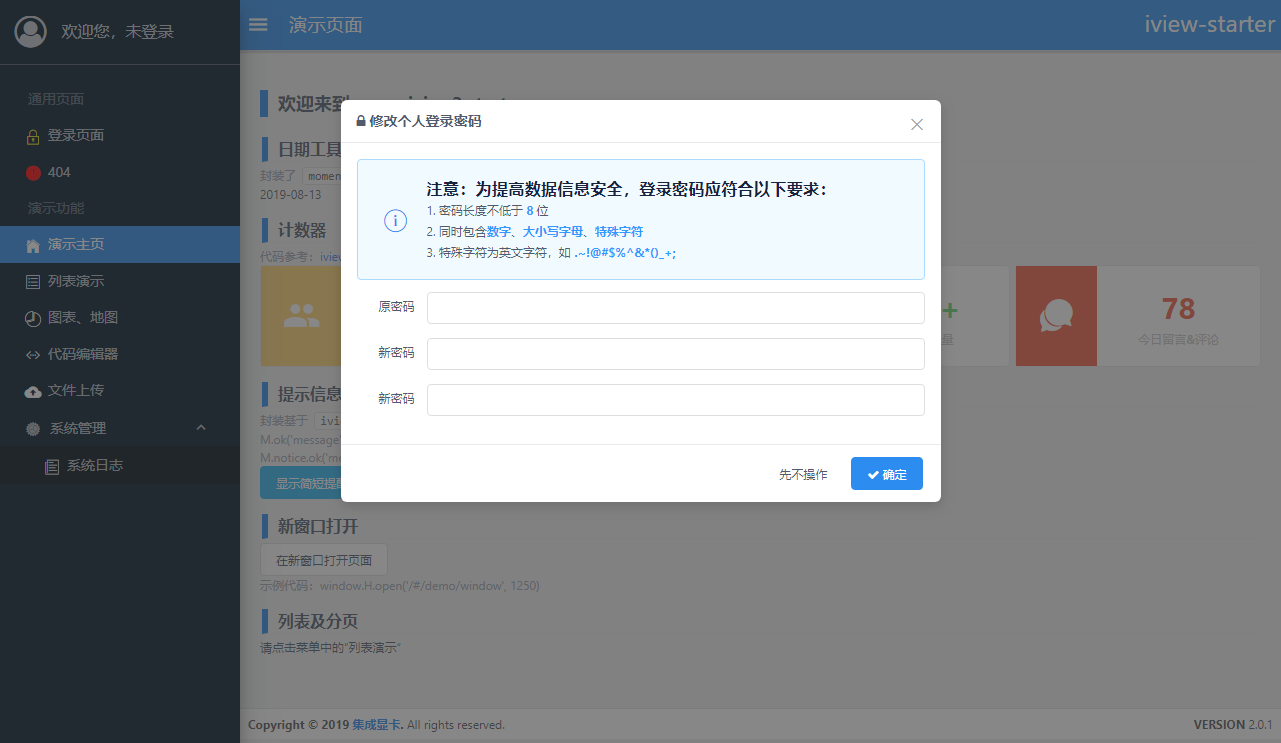 欢迎您，未登录
演示页面
iview-starter
通用页面
登录页面
404
演示功能
演示主页
列表演示
图表、地图
代码编辑器
文件上传
系统管理
系统日志
欢迎来到
日期工具
封装了 momen
2019-08-13
计数器
代码参考：iviev
修改个人登录密码
注意：为提高数据信息安全，登录密码应符合以下要求：
1. 密码长度不低于 8 位
2. 同时包含数字、大小写字母、特殊字符
3. 特殊字符为英文字符，如 .~!@#$%^&*()_+;
原密码
新密码
新密码
先不操作
确定
+
量
78
今日留言&评论
提示信息
封装基于 ivi
M.ok('message'
M.notice.ok('me
显示简短提醒
新窗口打开
在新窗口打开页面
示例代码：window.H.open('/#/demo/window', 1250)
列表及分页
请点击菜单中的"列表演示"
Copyright © 2019 集成显卡. All rights reserved.
VERSION 2.0.1